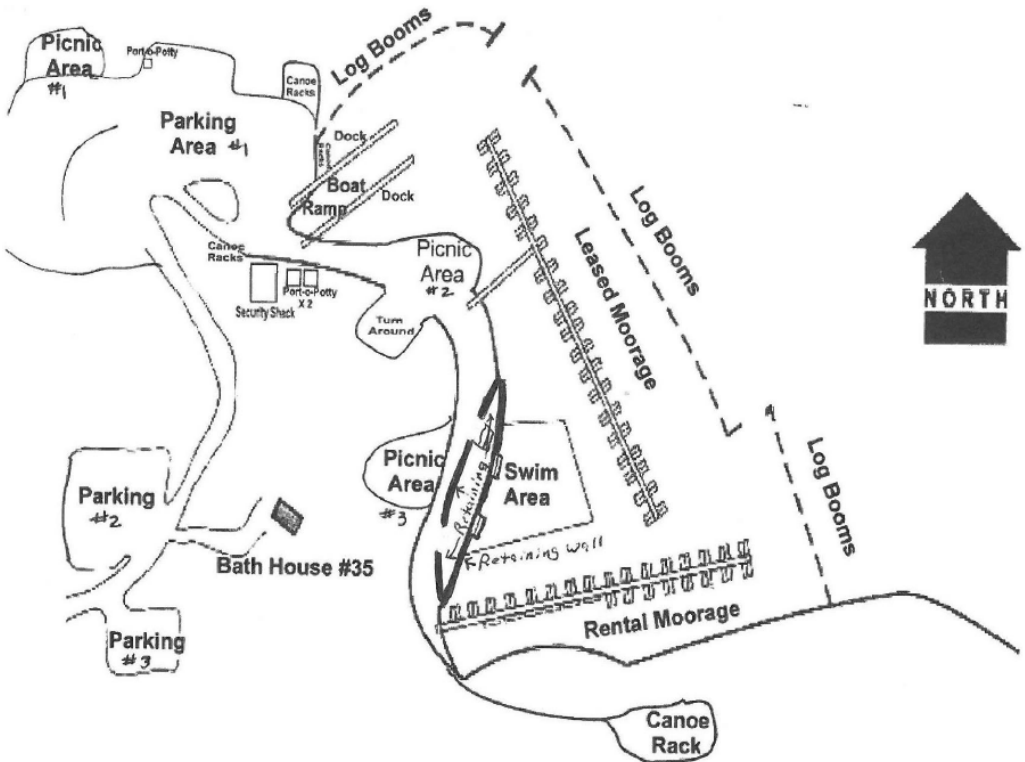 Picnic
Area
#1
Port-o-Potty
Log Booms
Canoe
Racks
Parking
Area #1
Canoe
Racks
Dock
Boat
Ramp
Dock
Log Booms
Leased Moorage
NORTH
Canoe
Racks
Picnic
Area
#2
Security Shack
Port-o-Potty
X 2
Turn
Around
Picnic
Area
#3
Retaining
Swim
Area
Log Booms
Parking
#2
Retaining Wall
Bath House #35
Rental Moorage
Parking
#3
Canoe
Rack